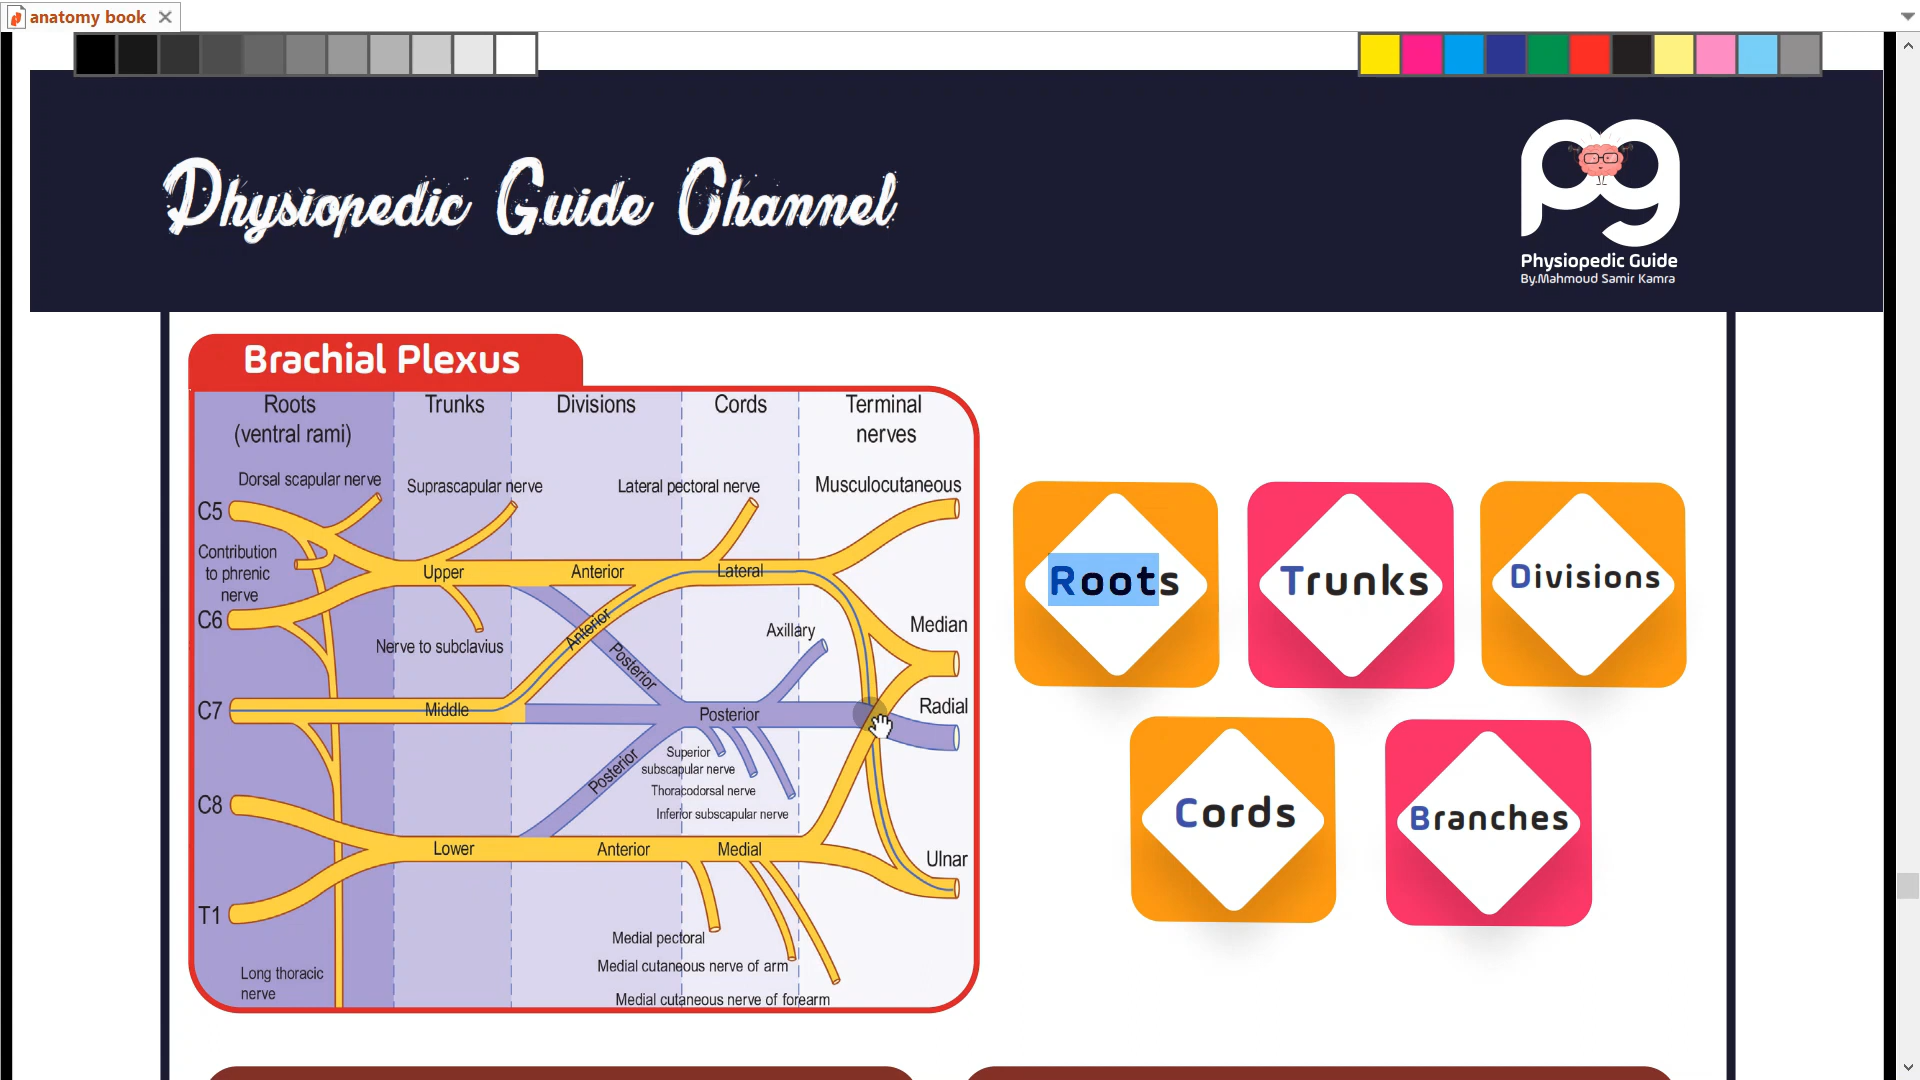 anatomy book
Physiopedic Guide Channel
Physiopedic Guide
By.Mahmoud Samir Kamra
Brachial Plexus
Roots
(ventral rami)
Trunks
Divisions
Cords
Terminal
nerves
Dorsal scapular nerve
Suprascapular nerve
Lateral pectoral nerve
Musculocutaneous
C5
Contribution
to phrenic
nerve
Upper
Anterior
Lateral
C6
Nerve to subclavius
Anterior
Posterior
Axillary
Median
C7
Middle
Posterior
Radial
Superior
subscapular nerve
Thoracodorsal nerve
Inferior subscapular nerve
Posterior
C8
Lower
Anterior
Medial
Ulnar
T1
Medial pectoral
Medial cutaneous nerve of arm
Medial cutaneous nerve of forearm
Long thoracic
nerve
Roots
Trunks
Divisions
Cords
Branches